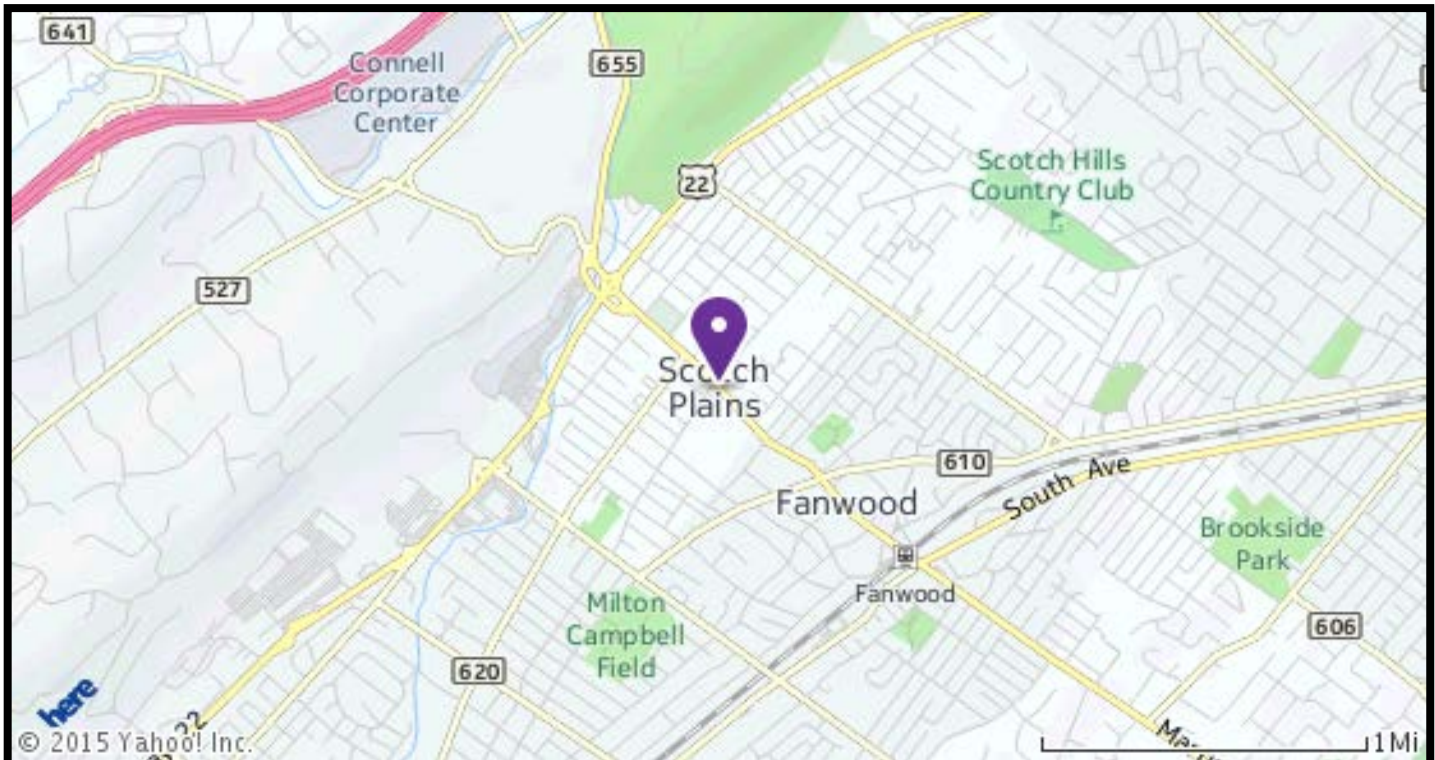 641
Connell
Corporate
Center
655
22
Scotch Hills
Country Club
527
Scotch
Plains
610
South Ave
Fanwood
Brookside
Park
Fanwood
Milton
Campbell
Field
606
620
here
22
© 2015 Yahoo! Inc.
1Mi